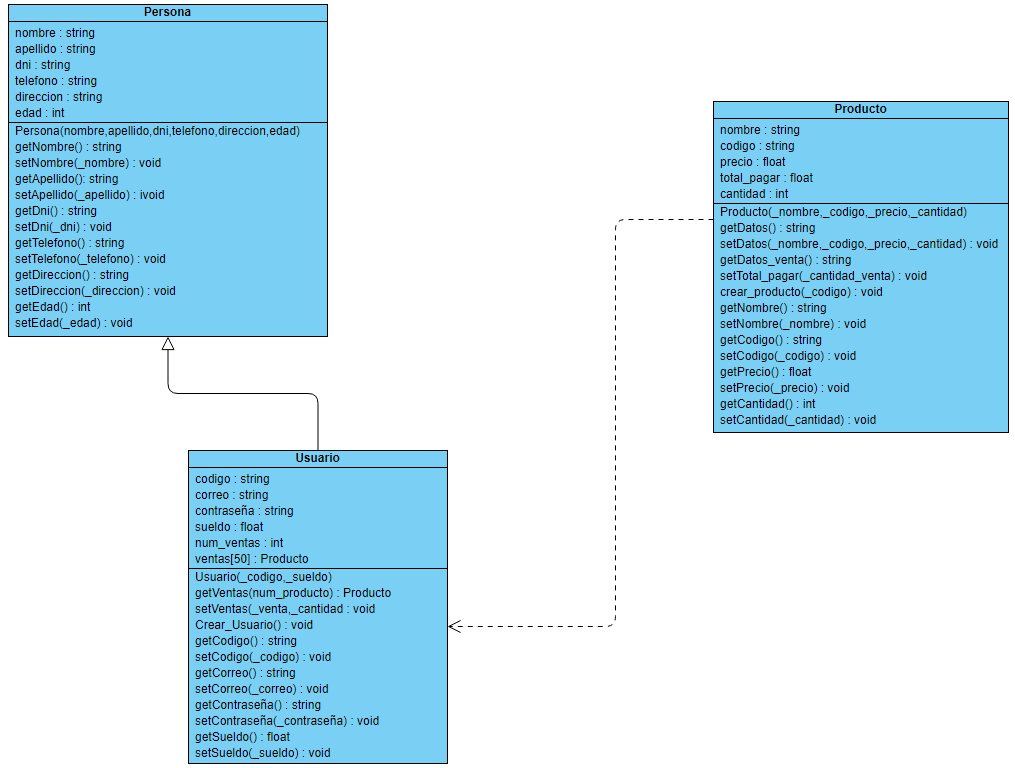 Persona
nombre : string
apellido : string
dni : string
telefono : string
direccion : string
edad : int
Persona(nombre,apellido,dni,telefono,direccion,edad)
getNombre() : string
setNombre(_nombre) : void
getApellido(): string
setApellido(_apellido) : ivoid
getDni() : string
setDni(_dni) : void
getTelefono() : string
setTelefono(_telefono) : void
getDireccion() : string
setDireccion(_direccion) : void
getEdad() : int
setEdad(_edad) : void
Producto
nombre : string
codigo : string
precio : float
total_pagar : float
cantidad : int
Producto(_nombre,_codigo,_precio,_cantidad)
getDatos() : string
setDatos(_nombre,_codigo,_precio,_cantidad) : void
getDatos_venta() : string
setTotal_pagar(_cantidad_venta) : void
crear_producto(_codigo) : void
getNombre() : string
setNombre(_nombre) : void
getCodigo() : string
setCodigo(_codigo) : void
getPrecio() : float
setPrecio(_precio) : void
getCantidad() : int
setCantidad(_cantidad) : void
Usuario
codigo : string
correo : string
contraseña : string
sueldo : float
num_ventas : int
ventas[50] : Producto
Usuario(_codigo,_sueldo)
getVentas(num_producto) : Producto
setVentas(_venta,_cantidad : void
Crear_Usuario() : void
getCodigo() : string
setCodigo(_codigo) : void
getCorreo() : string
setCorreo(_correo) : void
getContraseña() : string
setContraseña(_contraseña) : void
getSueldo() : float
setSueldo(_sueldo) : void